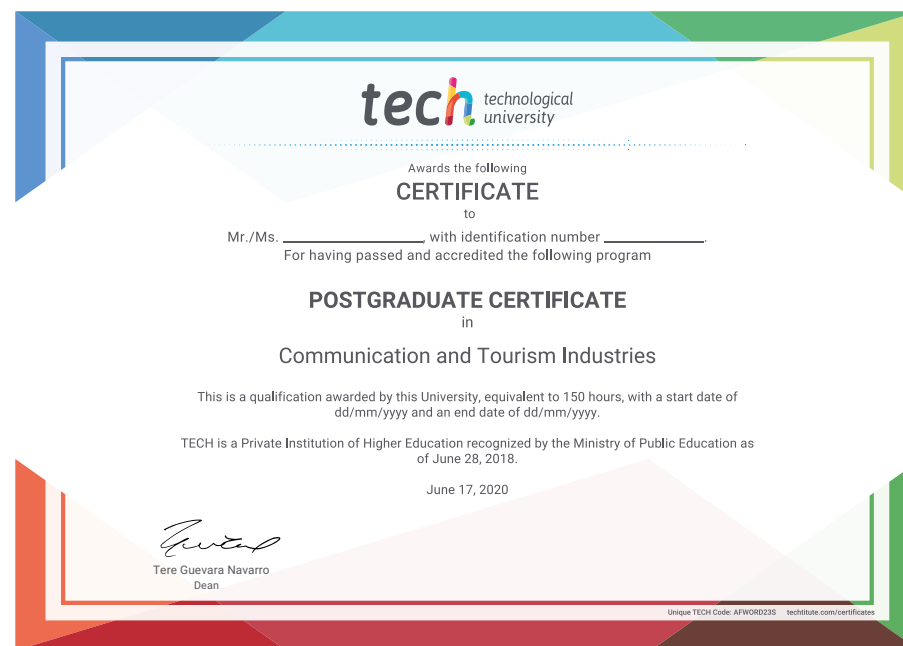 tech technological
university
Awards the following
CERTIFICATE
to
Mr./Ms. ______________, with identification number __________.
For having passed and accredited the following program
POSTGRADUATE CERTIFICATE
in
Communication and Tourism Industries
This is a qualification awarded by this University, equivalent to 150 hours, with a start date of
dd/mm/yyyy and an end date of dd/mm/yyyy.
TECH is a Private Institution of Higher Education recognized by the Ministry of Public Education as
of June 28, 2018.
June 17, 2020
Tere Guevara Navarro
Dean
Unique TECH Code: AFWORD23S techtitute.com/certificates